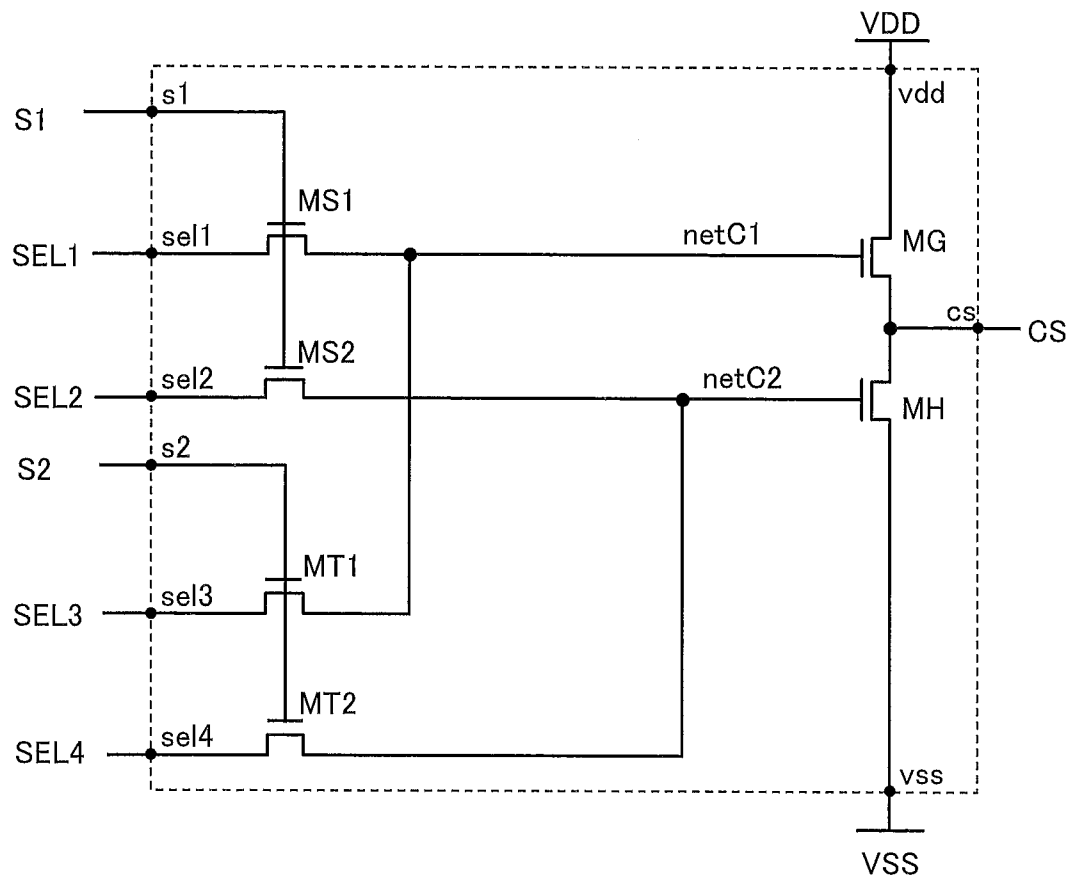 VDD
vdd
S1
s1
MS1
SEL1
sel1
netC1
MG
cs
CS
MS2
SEL2
sel2
netC2
MH
S2
s2
MT1
SEL3
sel3
MT2
SEL4
sel4
vss
VSS